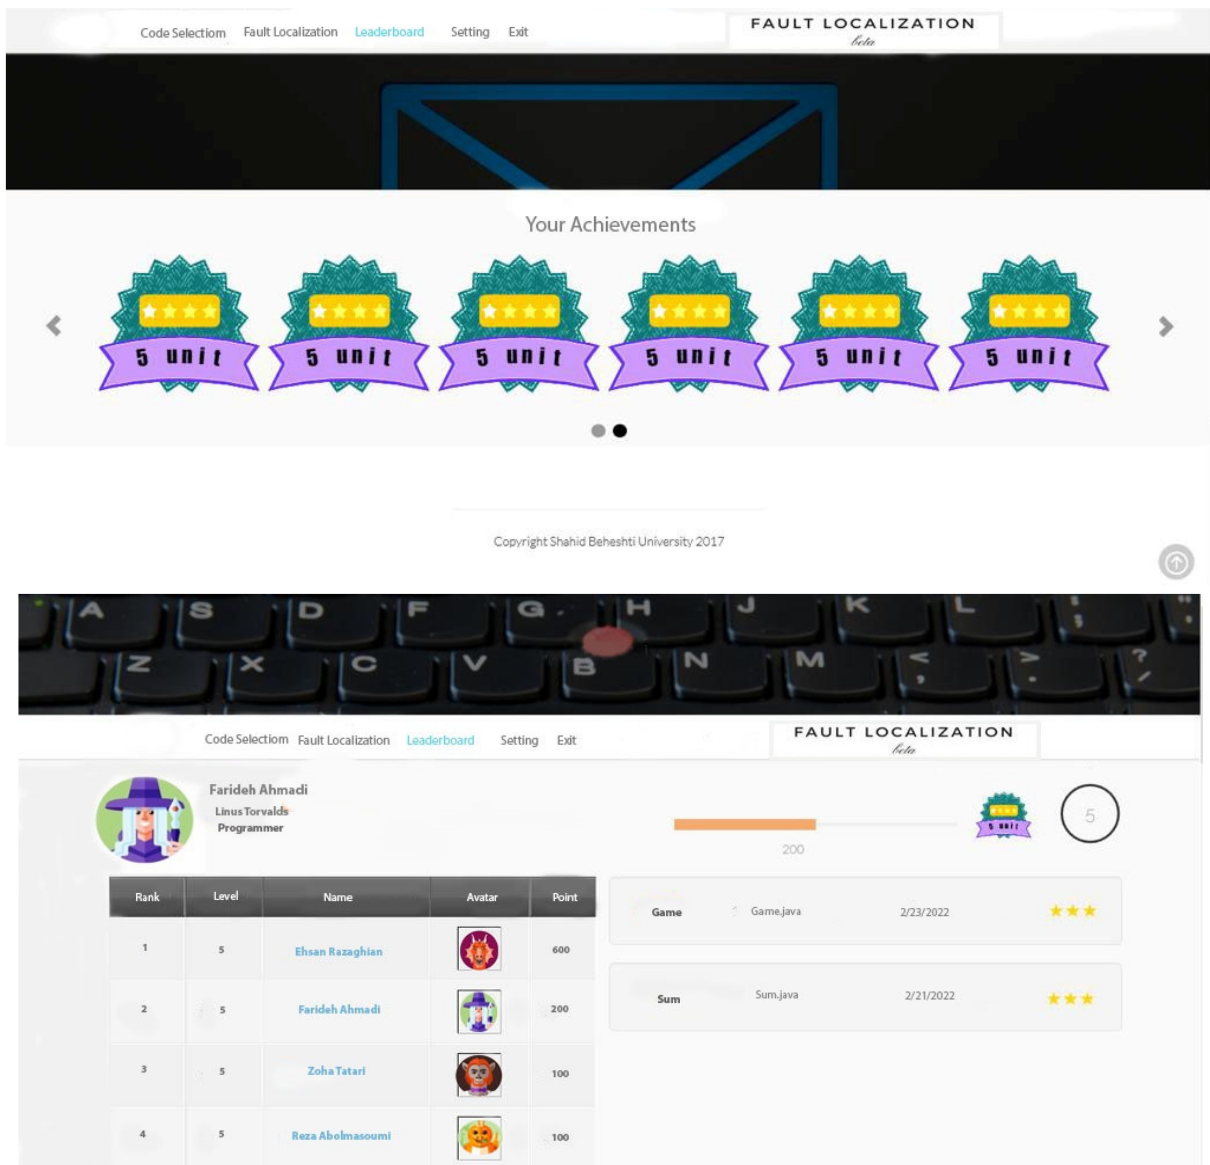 Code Selectiom Fault Localization Leaderboard Setting Exit
FAULT LOCALIZATION
beta
Your Achievements
5 unit 5 unit 5 unit 5 unit 5 unit 5 unit
Copyright Shahid Beheshti University 2017
A S D F G H J K L : ; "
Z X C V B N M < , > . ? /
Code Selectiom Fault Localization Leaderboard Setting Exit
FAULT LOCALIZATION
beta
Farideh Ahmadi
Linus Torvalds
Programmer
200
5 unit
5
Rank Level Name Avatar Point
1 5 Ehsan Razaghian 600
2 5 Farideh Ahmadi 200
3 5 Zoha Tatari 100
4 5 Reza Abolmasoumi 100
Game Game.java 2/23/2022
Sum Sum.java 2/21/2022